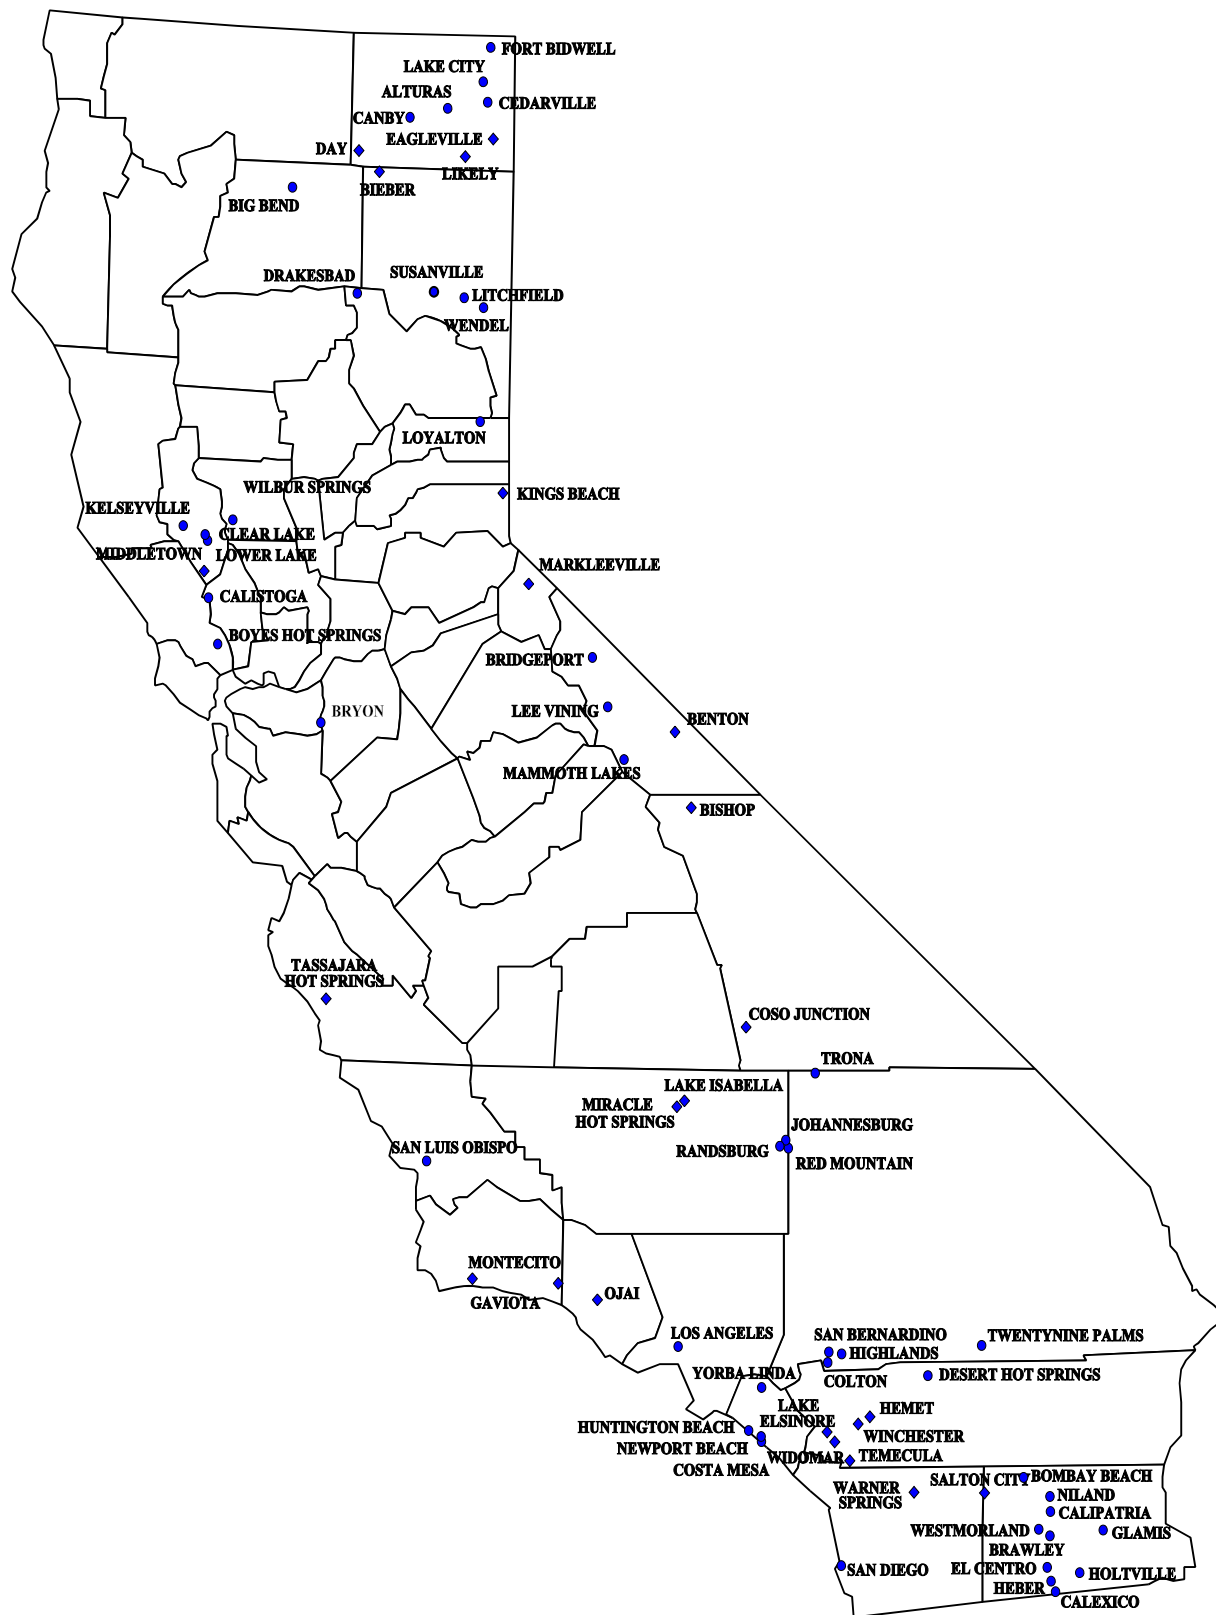 FORT BIDWELL
LAKE CITY
ALTURAS
CEDARVILLE
CANBY
EAGLEVILLE
DAY
LIKELY
BIEBER
BIG BEND
DRAKESBAD
SUSANVILLE
LITCHFIELD
WENDEL
LOYALTON
WILBUR SPRINGS
KINGS BEACH
KELSEYVILLE
CLEAR LAKE
MIDDLETOWN
LOWER LAKE
MARKLEEVILLE
CALISTOGA
BOYES HOT SPRINGS
BRIDGEPORT
BRYON
LEE VINING
BENTON
MAMMOTH LAKES
BISHOP
TASSAJARA
HOT SPRINGS
COSO JUNCTION
TRONA
LAKE ISABELLA
MIRACLE
HOT SPRINGS
JOHANNESBURG
RANDSBURG
RED MOUNTAIN
SAN LUIS OBISPO
MONTECITO
GAVIOTA
OJAI
LOS ANGELES
SAN BERNARDINO
TWENTYNINE PALMS
HIGHLANDS
YORBA LINDA
COLTON
DESERT HOT SPRINGS
LAKE
ELSINORE
HEMET
HUNTINGTON BEACH
WINCHESTER
NEWPORT BEACH
WIDOMAR
TEMECULA
COSTA MESA
WARNER
SPRINGS
SALTON CITY
BOMBAY BEACH
NILAND
CALIPATRIA
WESTMORLAND
GLAMIS
BRAWLEY
SAN DIEGO
EL CENTRO
HOLTVILLE
HEBER
CALEXICO